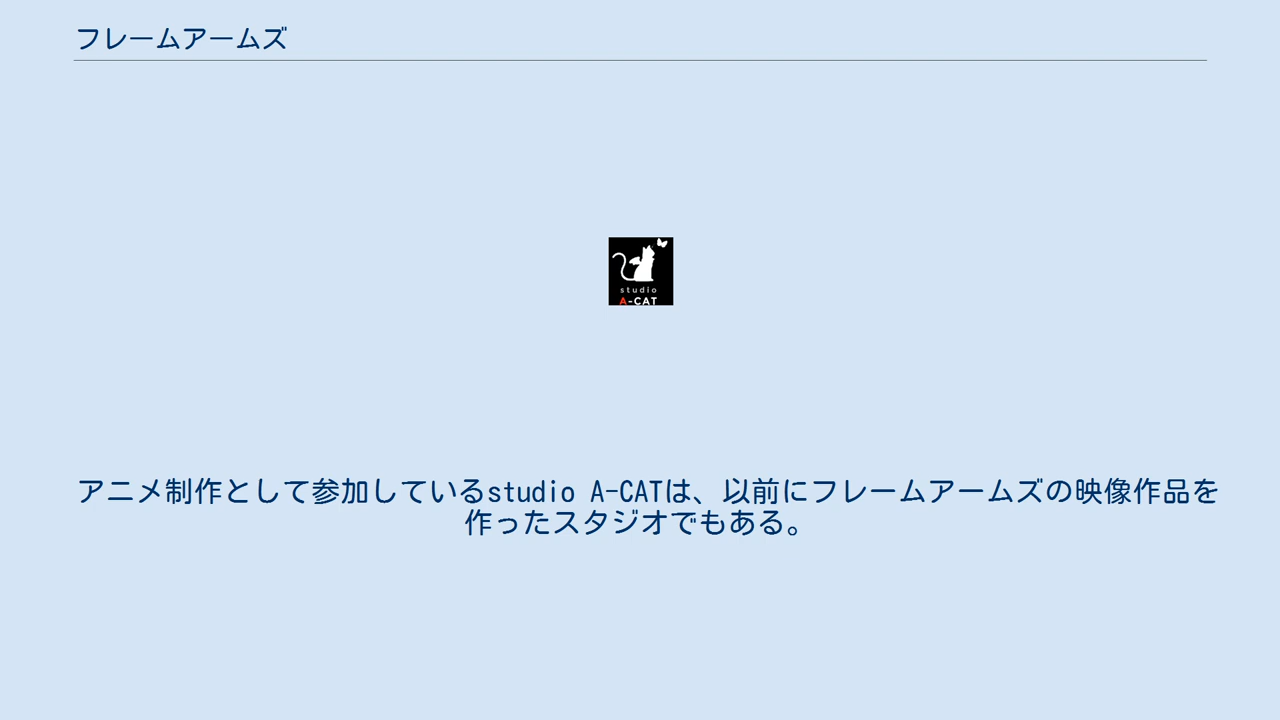 フレームアームズ
studio
A-CAT
アニメ制作として参加しているstudio A-CATは、以前にフレームアームズの映像作品を
作ったスタジオでもある。